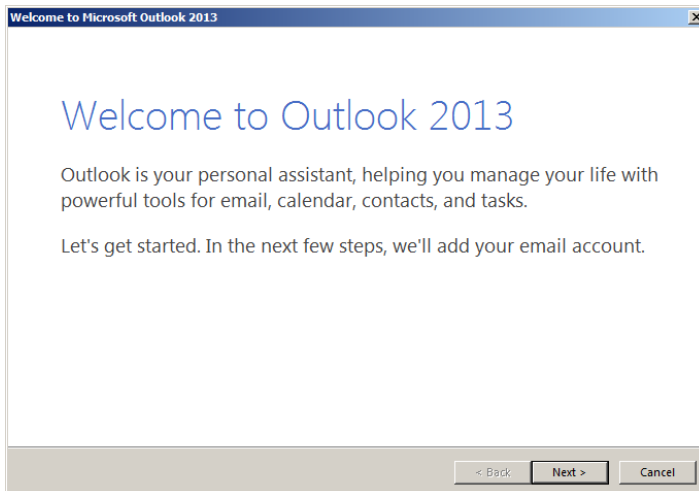 Welcome to Microsoft Outlook 2013
Welcome to Outlook 2013
Outlook is your personal assistant, helping you manage your life with
powerful tools for email, calendar, contacts, and tasks.
Let's get started. In the next few steps, we'll add your email account.
< Back Next > Cancel